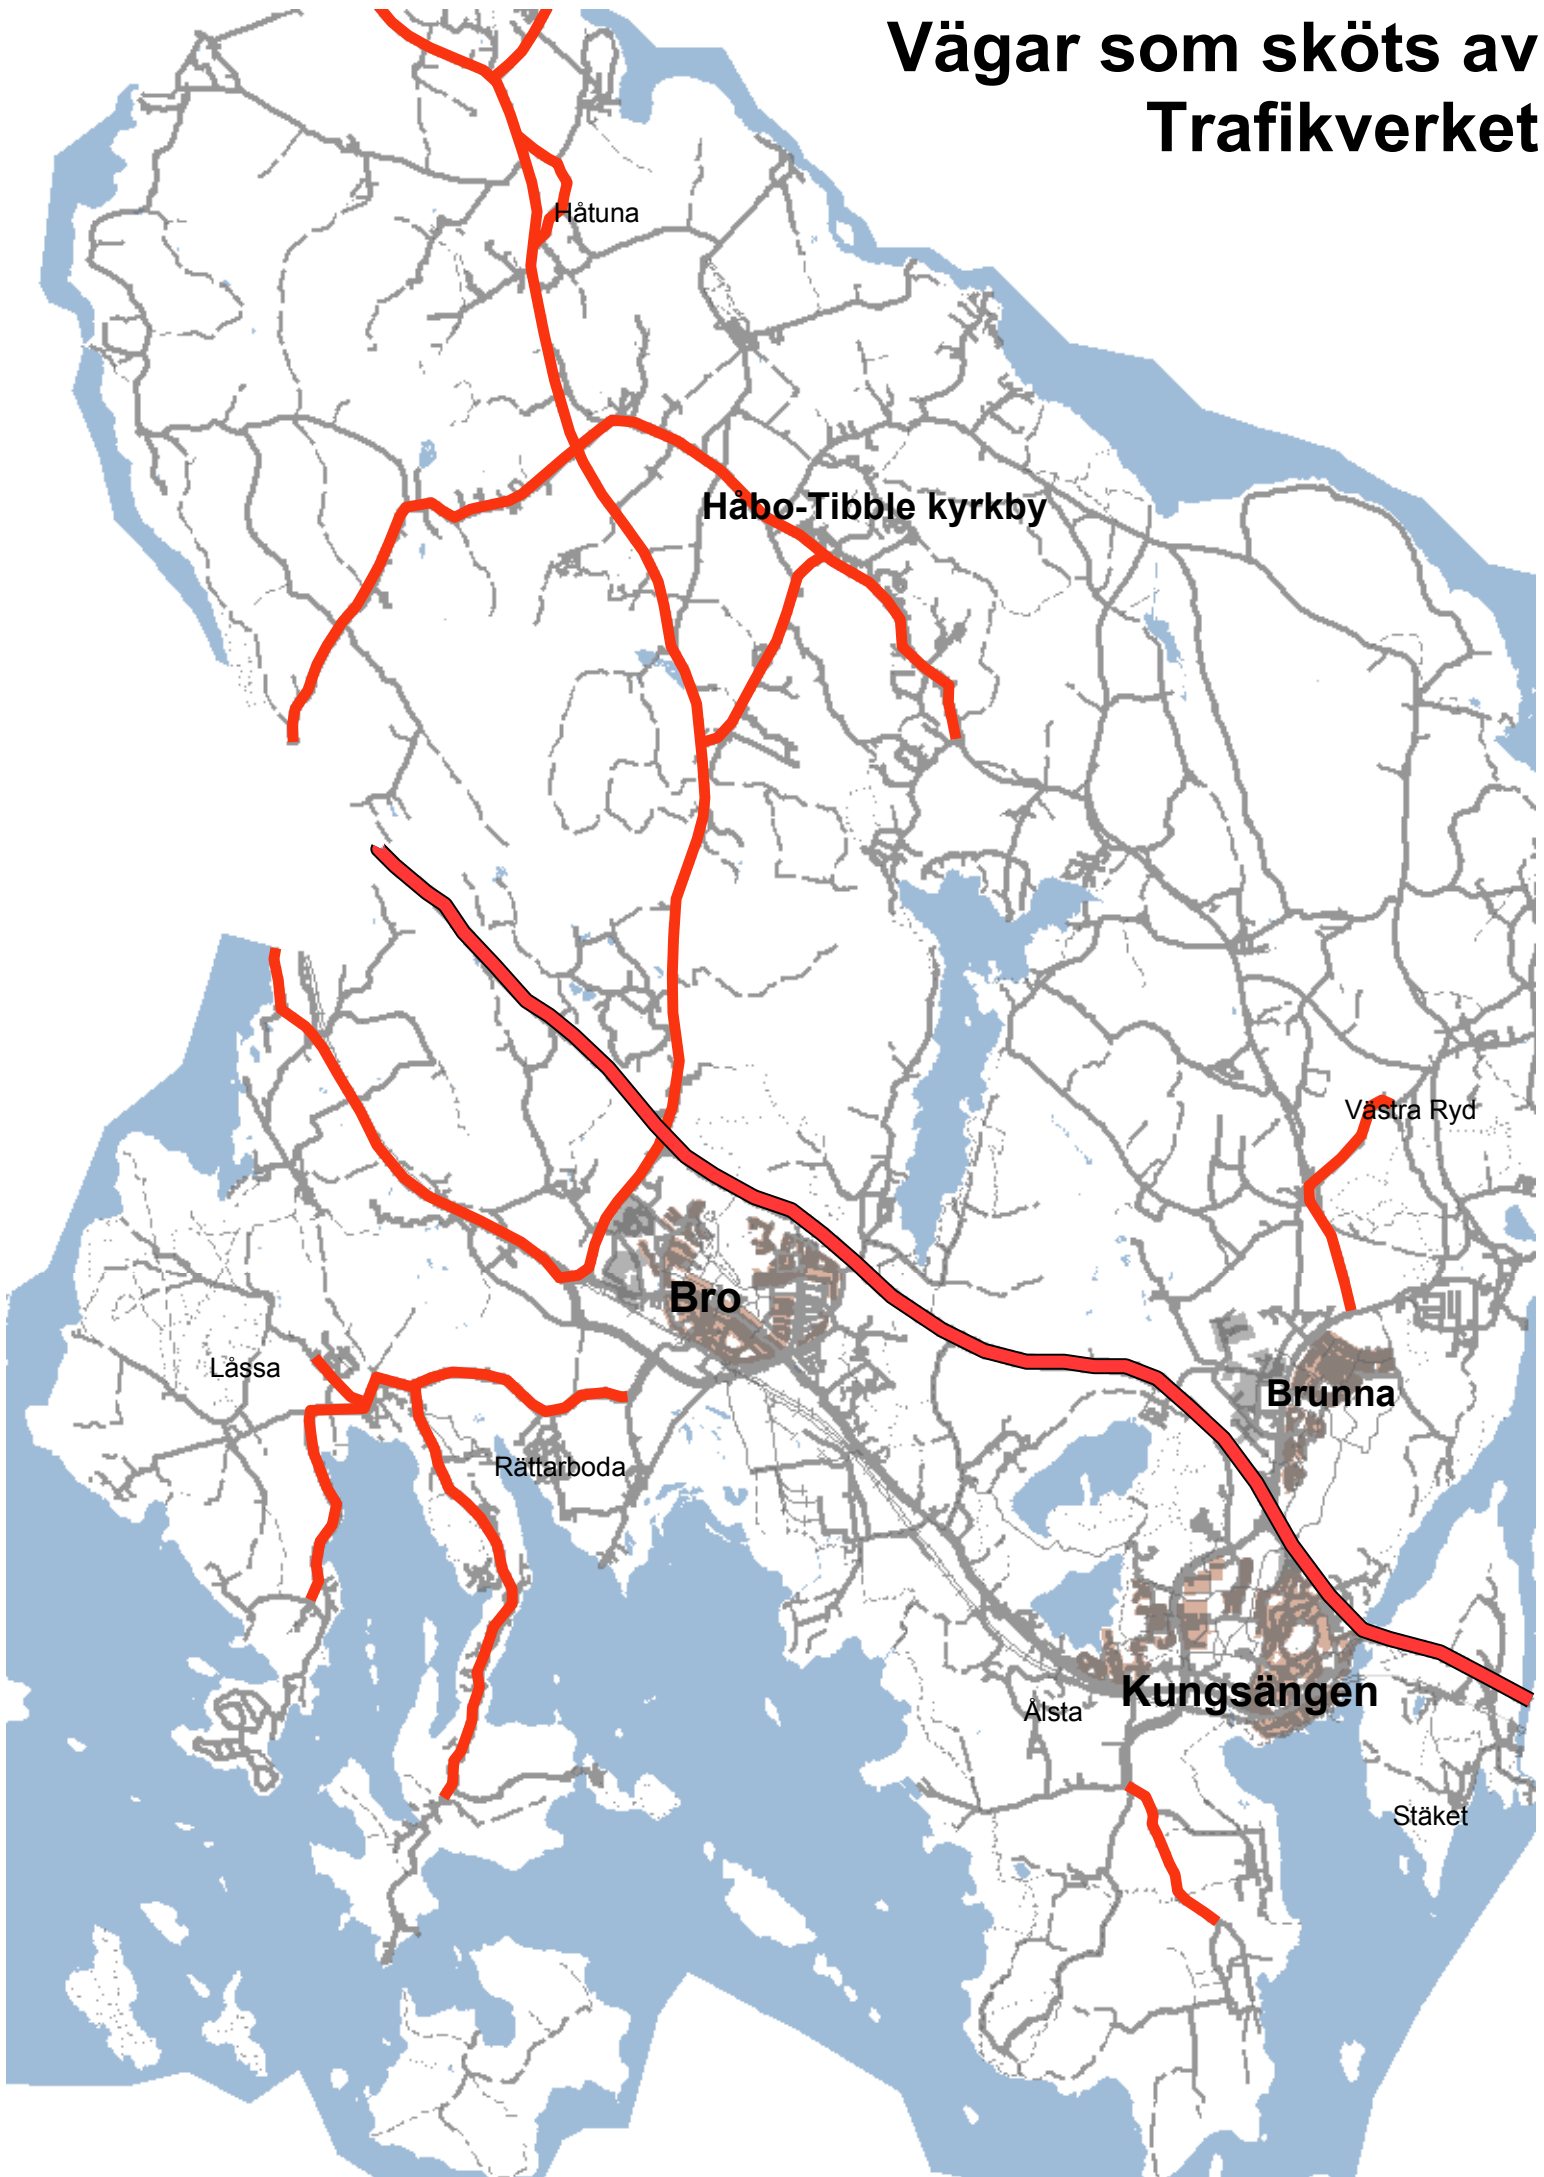 Vägar som sköts av
Trafikverket
Håtuna
Håbo-Tibble kyrkby
Västra Ryd
Bro
Låssa
Brunna
Rättarboda
Kungsängen
Ålsta
Stäket